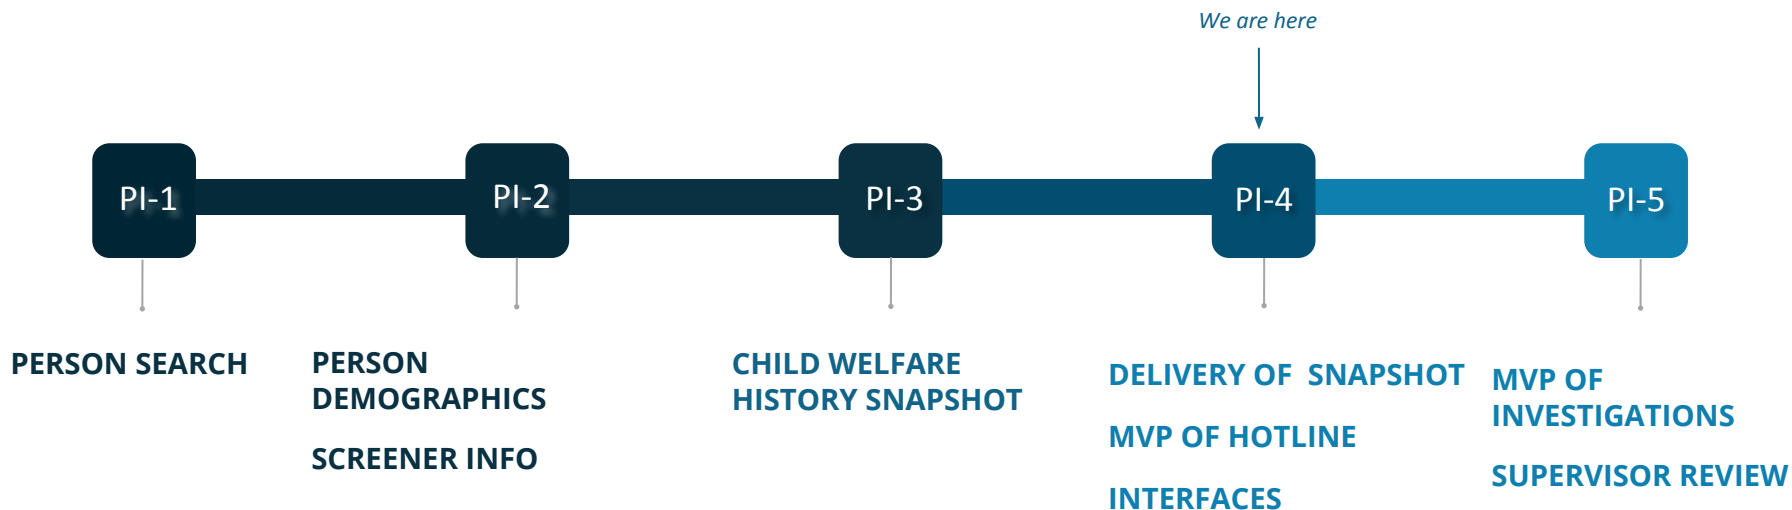 We are here
PI-1
PI-2
PI-3
PI-4
PI-5
PERSON SEARCH
PERSON
DEMOGRAPHICS
SCREENER INFO
CHILD WELFARE
HISTORY SNAPSHOT
DELIVERY OF SNAPSHOT
MVP OF HOTLINE
INTERFACES
MVP OF
INVESTIGATIONS
SUPERVISOR REVIEW